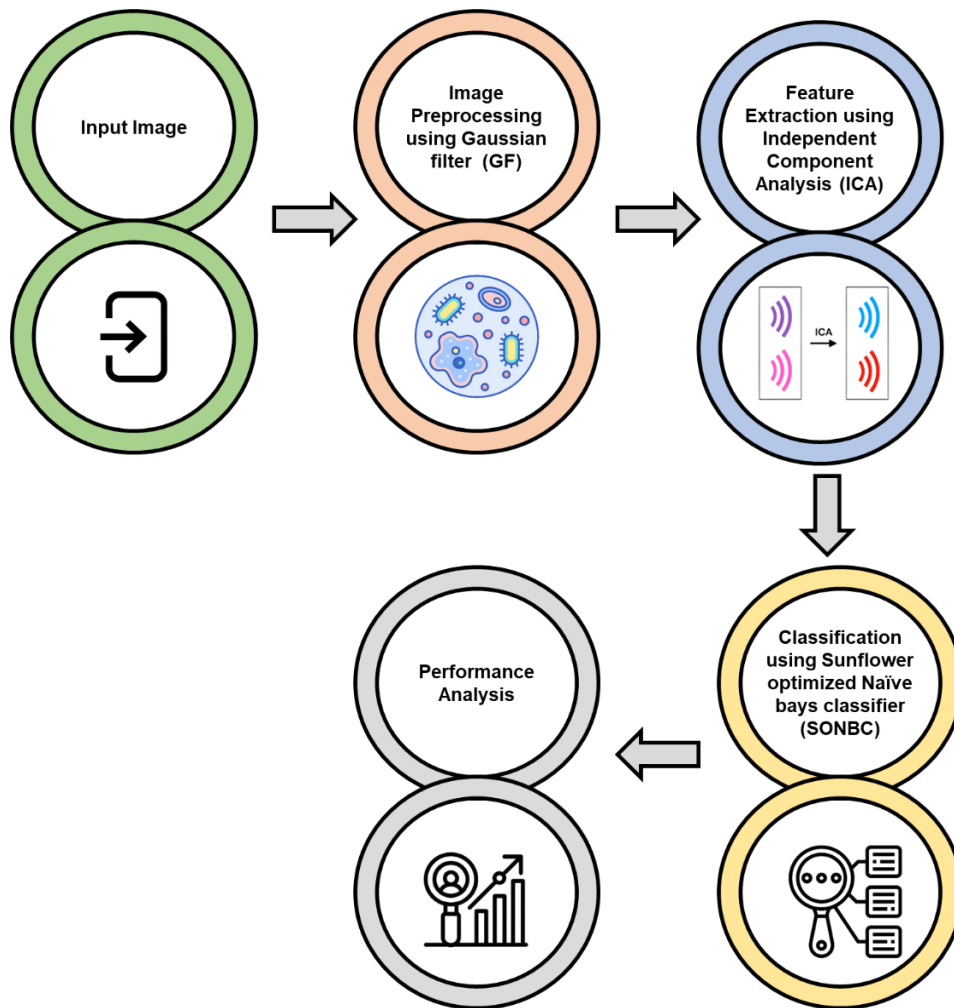 Input Image
Image
Preprocessing
using Gaussian
filter (GF)
Feature
Extraction using
Independent
Component
Analysis (ICA)
ICA
Classification
using Sunflower
optimized Naïve
bays classifier
(SONBC)
Performance
Analysis